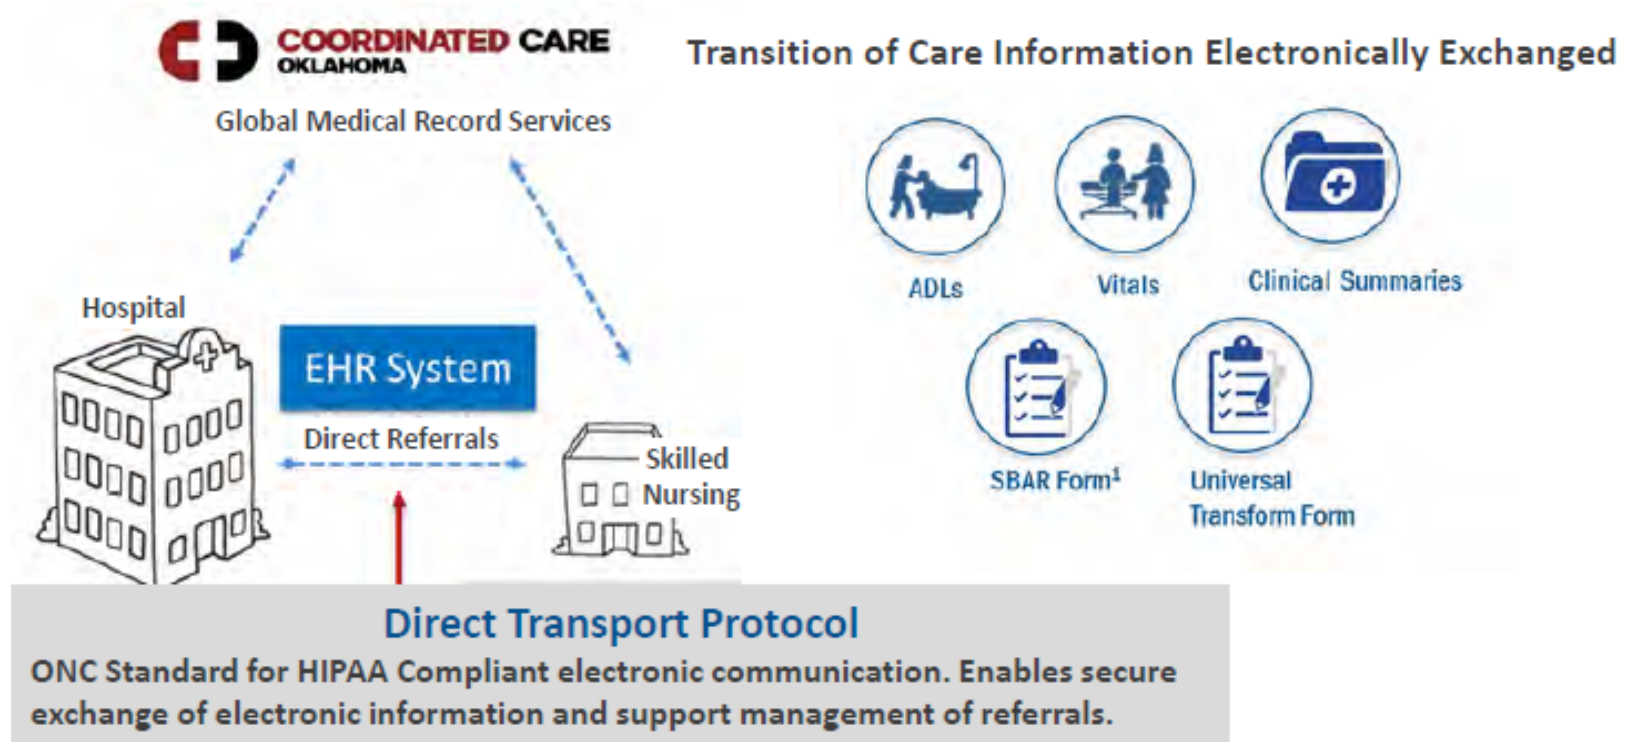 COORDINATED CARE
OKLAHOMA
Global Medical Record Services
Hospital
EHR System
Direct Referrals
Skilled
Nursing
Transition of Care Information Electronically Exchanged
ADLs
Vitals
Clinical Summaries
SBAR Form¹
Universal
Transform Form
Direct Transport Protocol
ONC Standard for HIPAA Compliant electronic communication. Enables secure
exchange of electronic information and support management of referrals.